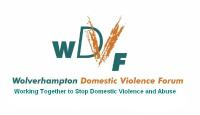 WDVF
Wolverhampton Domestic Violence Forum
Working Together to Stop Domestic Violence and Abuse